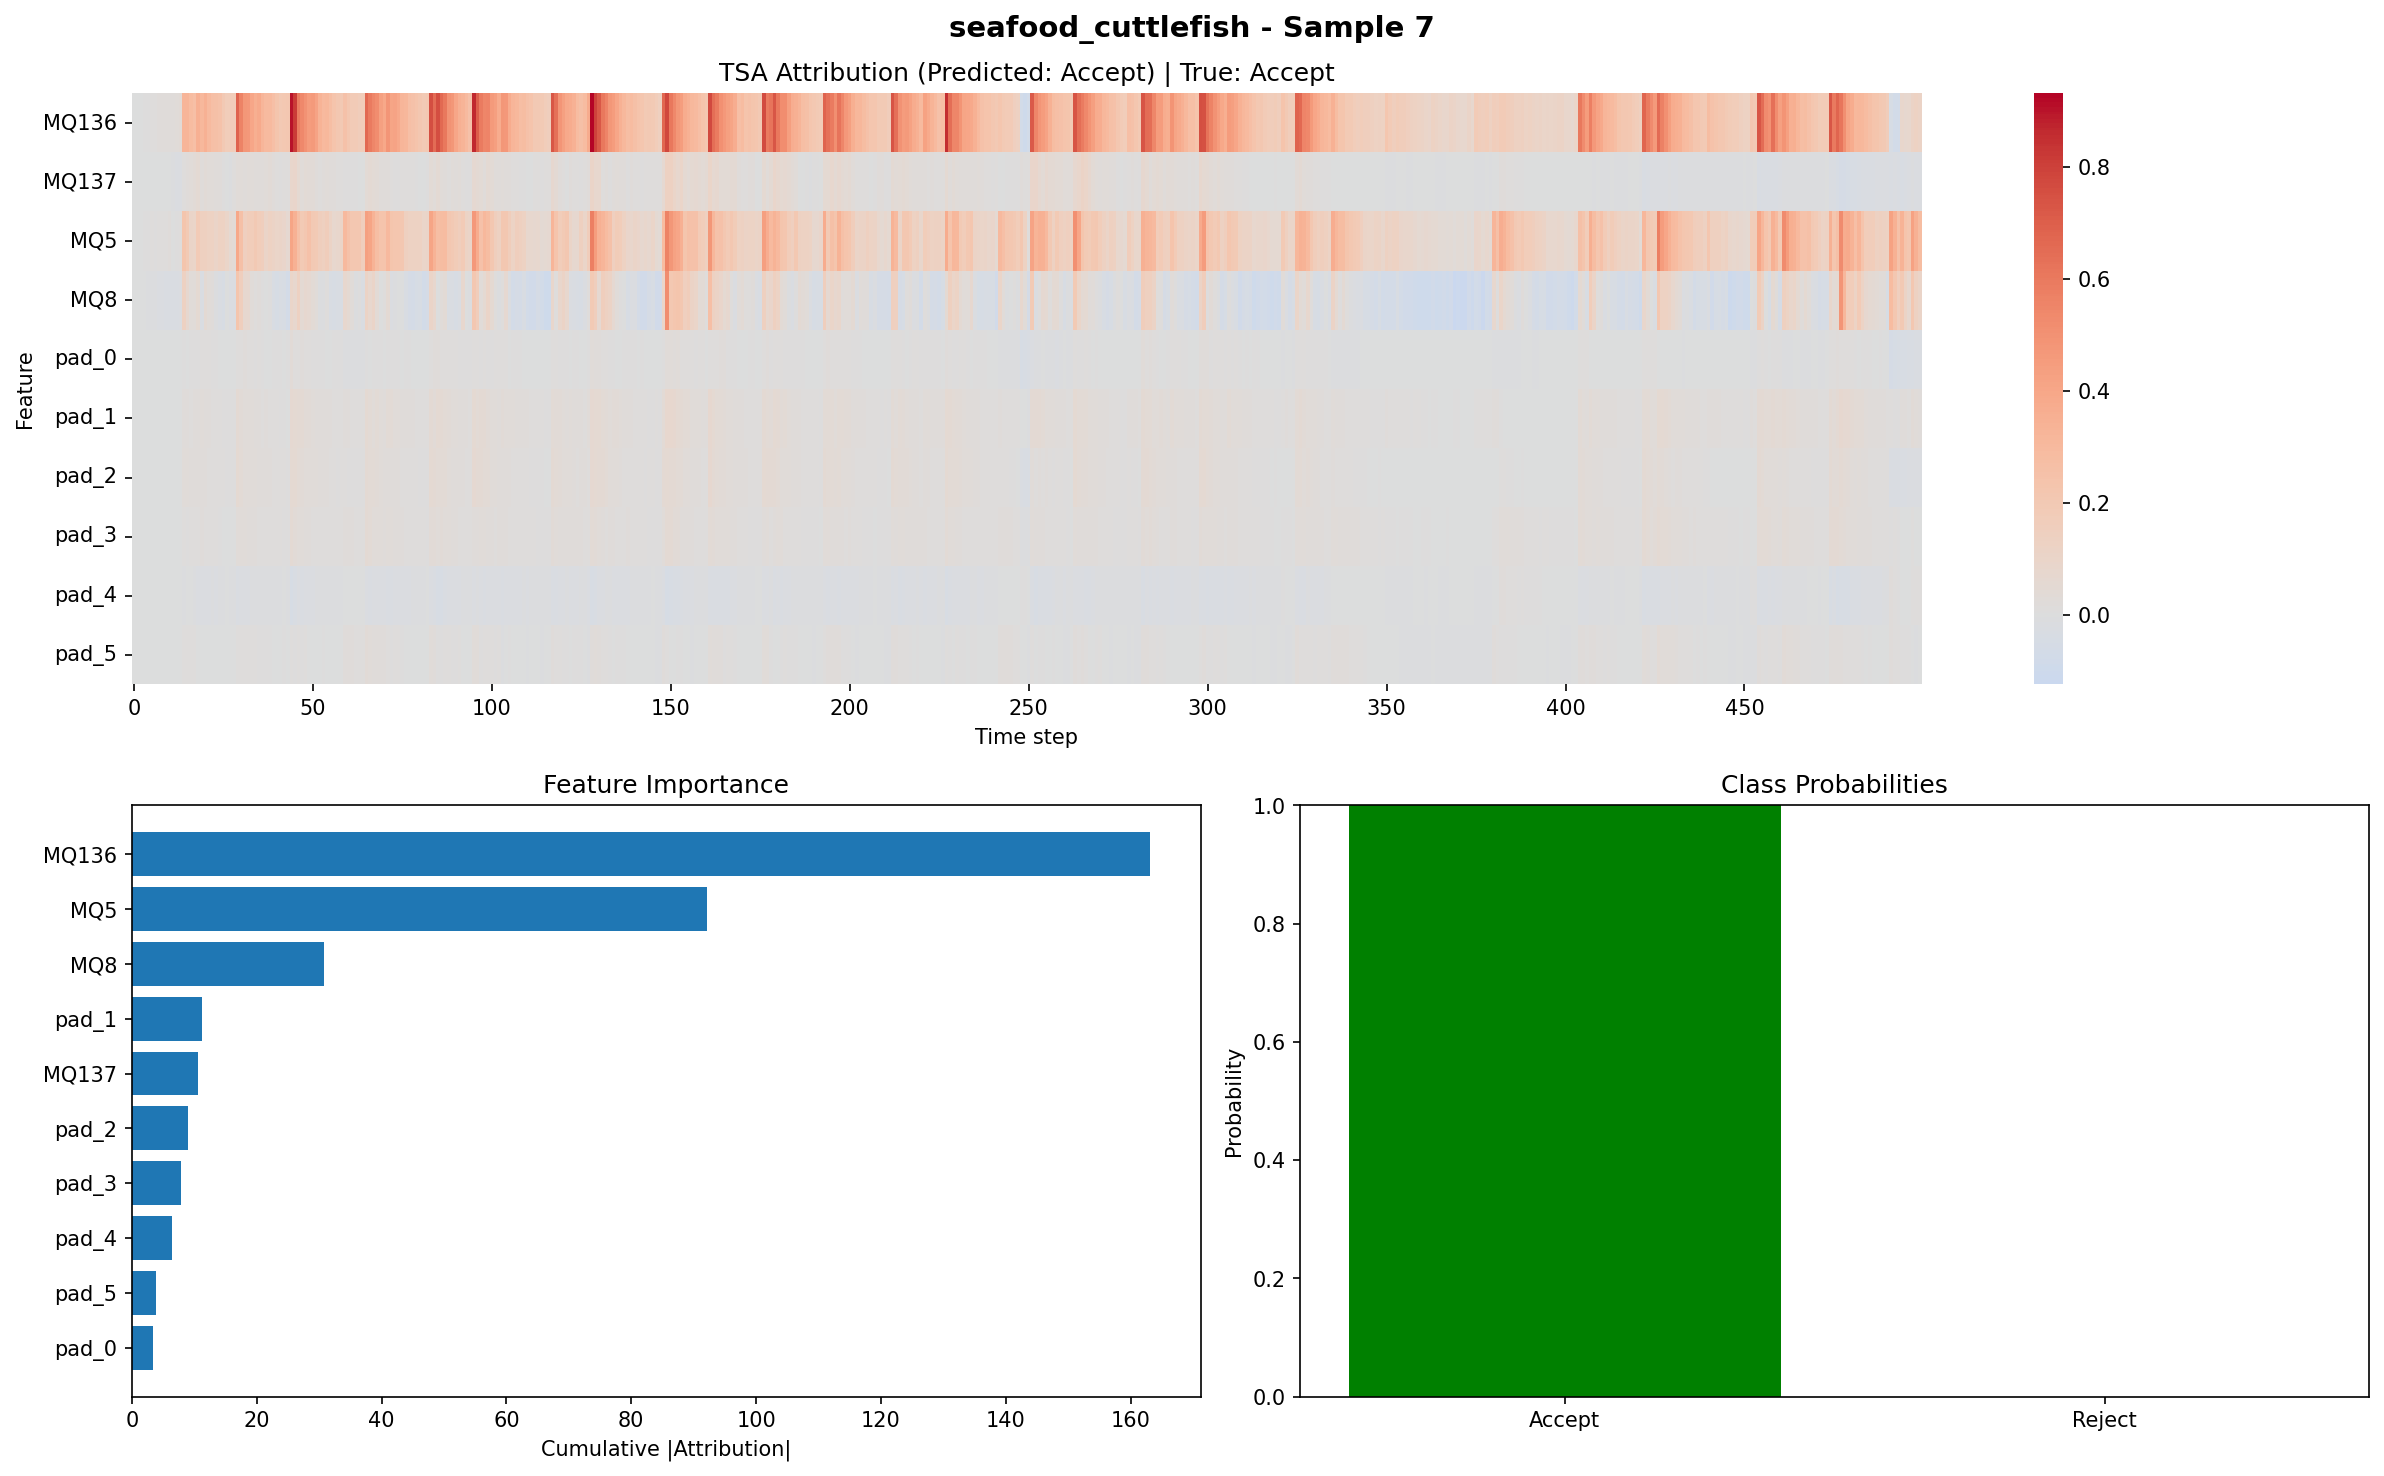 seafood_cuttlefish - Sample 7
TSA Attribution (Predicted: Accept) | True: Accept
Feature
MQ136
MQ137
MQ5
MQ8
pad_0
pad_1
pad_2
pad_3
pad_4
pad_5
0 50 100 150 200 250 300 350 400 450
Time step
0.8
0.6
0.4
0.2
0.0
Feature Importance
MQ136
MQ5
MQ8
pad_1
MQ137
pad_2
pad_3
pad_4
pad_5
pad_0
0 20 40 60 80 100 120 140 160
Cumulative |Attribution|
Class Probabilities
Probability
1.0
0.8
0.6
0.4
0.2
0.0
Accept Reject